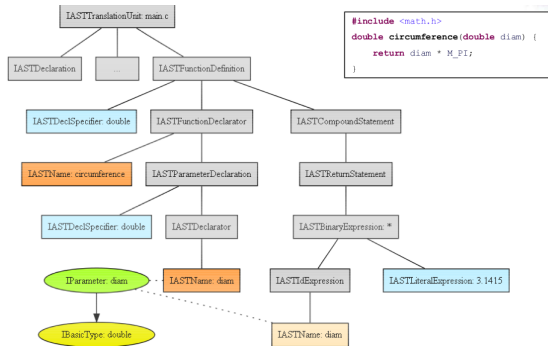 IASTTranslationUnit: main.c
#include <math.h>
double circumference(double diam) {
return diam * M_PI;
}
IASTDeclaration
...
IASTFunctionDefinition
IASTDeclSpecifier: double
IASTFunctionDeclarator
IASTCompoundStatement
IASTName: circumference
IASTParameterDeclaration
IASTReturnStatement
IASTDeclSpecifier: double
IASTDeclarator
IASTBinaryExpression: *
IParameter: diam
IASTName: diam
IASTIdExpression
IASTLiteralExpression: 3.1415
IBasicType: double
IASTName: diam